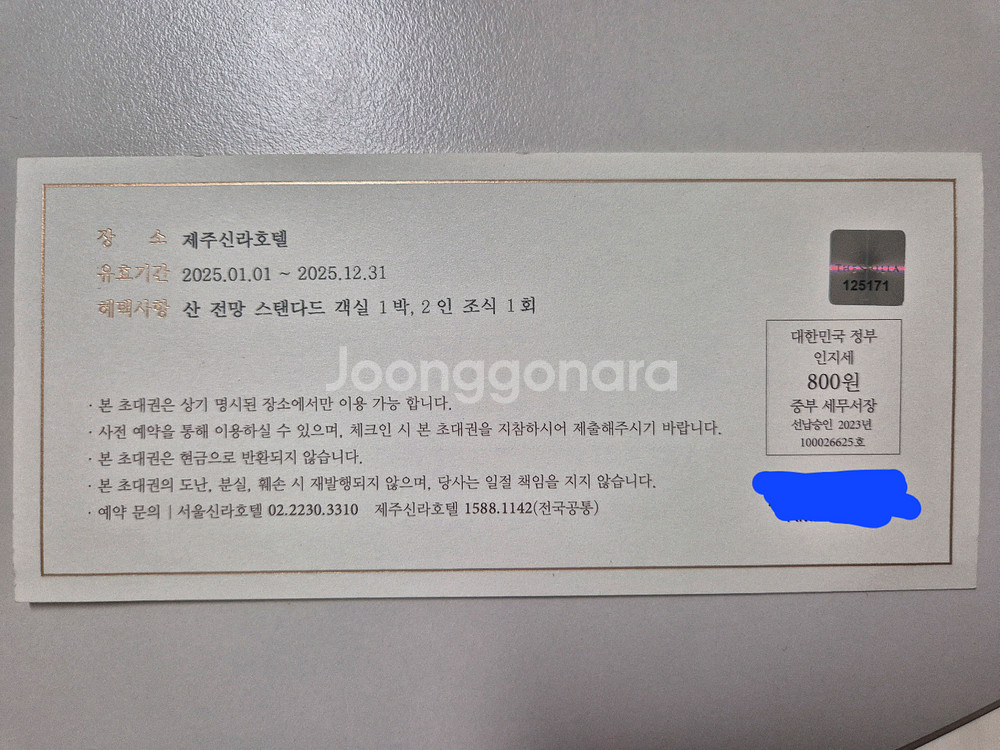 장 소 제주신라호텔
유효기간 2025.01.01 ~ 2025.12.31
혜택사항 산 전망 스탠다드 객실 1박, 2인 조식 1회
THE SHILLA
125171
대한민국 정부
인지세
800원
중부 세무서장
선납승인 2023년
100026625호
Joonggonara
· 본 초대권은 상기 명시된 장소에서만 이용 가능 합니다.
· 사전 예약을 통해 이용하실 수 있으며, 체크인 시 본 초대권을 지참하시어 제출해주시기 바랍니다.
· 본 초대권은 현금으로 반환되지 않습니다.
· 본 초대권의 도난, 분실, 훼손 시 재발행되지 않으며, 당사는 일절 책임을 지지 않습니다.
· 예약 문의 | 서울신라호텔 02.2230.3310 제주신라호텔 1588.1142(전국공통)